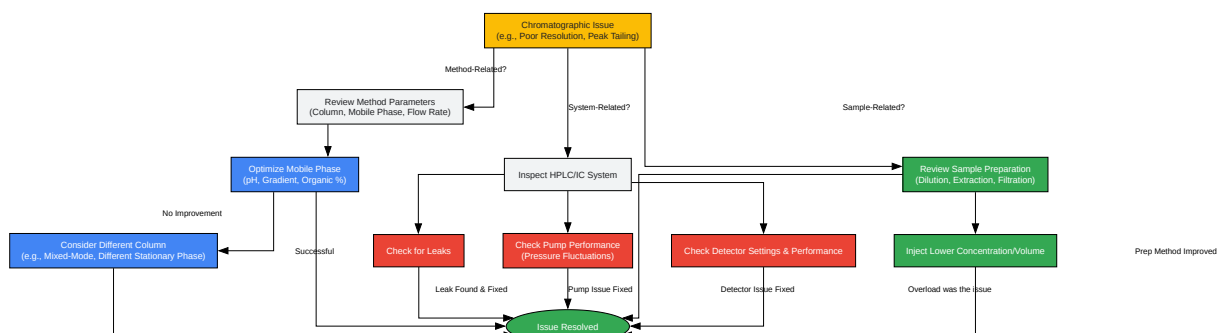 Chromatographic Issue
(e.g., Poor Resolution, Peak Tailing)
Method-Related?
Review Method Parameters
(Column, Mobile Phase, Flow Rate)
System-Related?
Sample-Related?
Optimize Mobile Phase
(pH, Gradient, Organic %)
Inspect HPLC/IC System
Review Sample Preparation
(Dilution, Extraction, Filtration)
No Improvement
Consider Different Column
(e.g., Mixed-Mode, Different Stationary Phase)
Successful
Check for Leaks
Check Pump Performance
(Pressure Fluctuations)
Check Detector Settings & Performance
Inject Lower Concentration/Volume
Prep Method Improved
Leak Found & Fixed
Pump Issue Fixed
Detector Issue Fixed
Overload was the issue
Issue Resolved